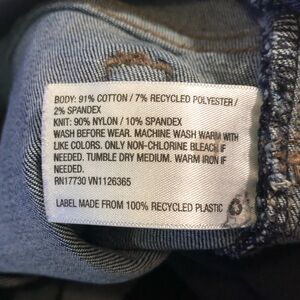 BODY: 91% COTTON / 7% RECYCLED POLYESTER /
2% SPANDEX
KNIT: 90% NYLON / 10% SPANDEX
WASH BEFORE WEAR. MACHINE WASH WARM WITH
LIKE COLORS. ONLY NON-CHLORINE BLEACH IF
NEEDED. TUMBLE DRY MEDIUM. WARM IRON IF
NEEDED.
RN17730 VN1126365
LABEL MADE FROM 100% RECYCLED PLASTIC